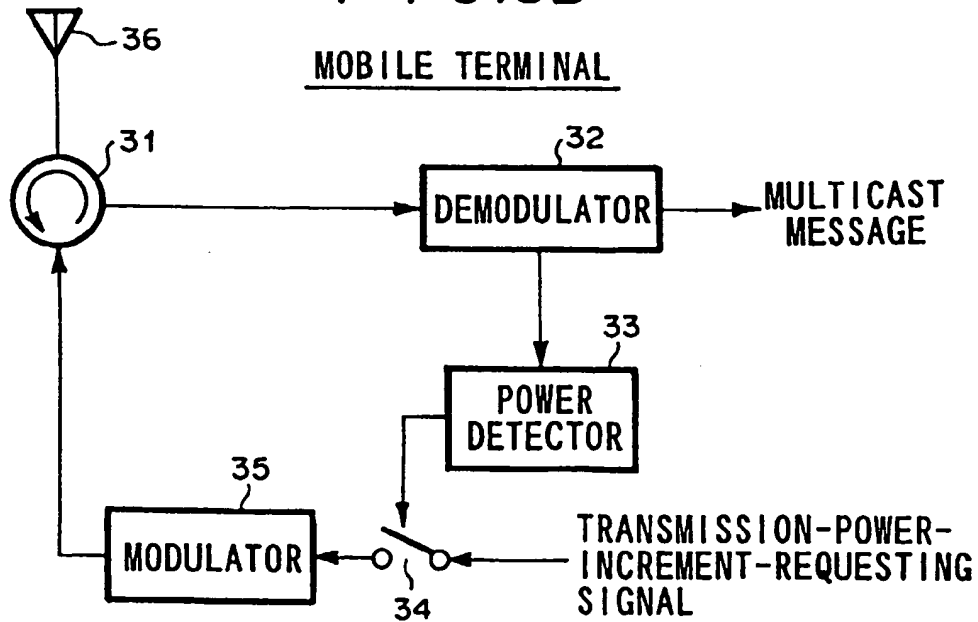 36
MOBILE TERMINAL
31
32
DEMODULATOR
MULTICAST
MESSAGE
33
POWER
DETECTOR
35
MODULATOR
34
TRANSMISSION-POWER-
INCREMENT-REQUESTING
SIGNAL